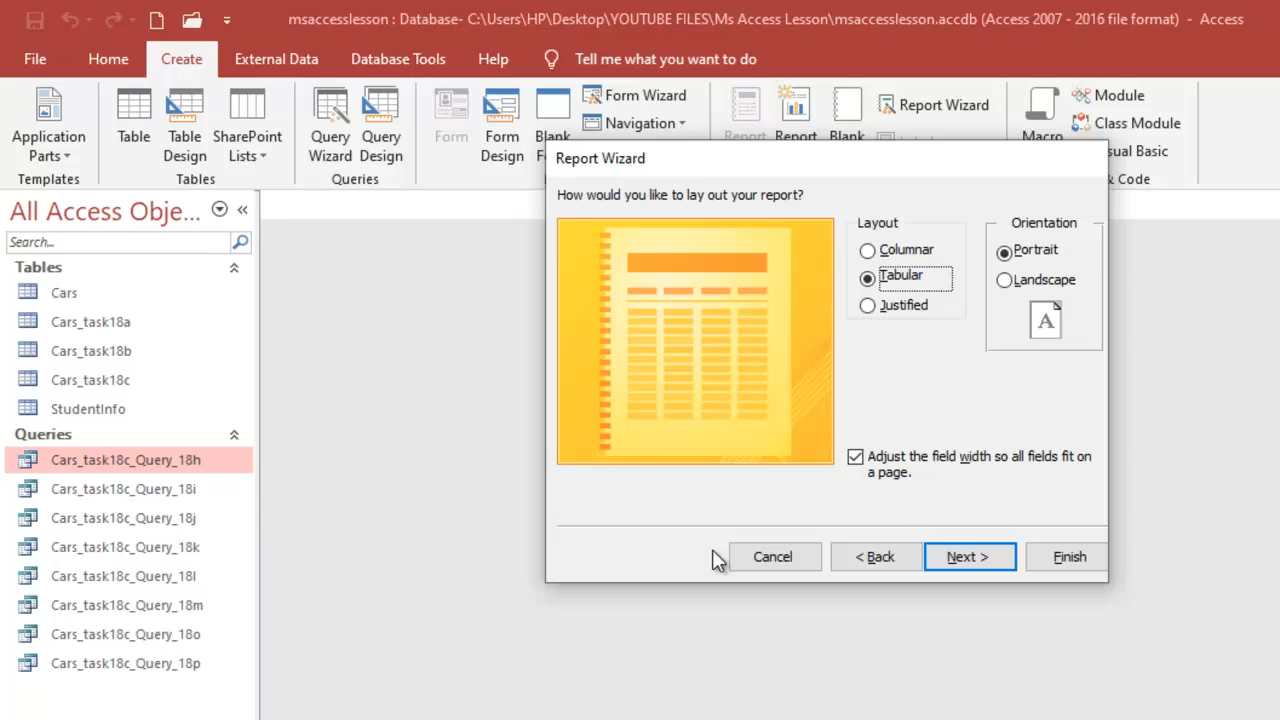 msaccesslesson : Database- C:\Users\HP\Desktop\YOUTUBE FILES\Ms Access Lesson\msaccesslesson.accdb (Access 2007 - 2016 file format) - Access
File Home Create External Data Database Tools Help Tell me what you want to do
Application Parts
Table
Table Design
SharePoint Lists
Query Wizard
Query Design
Form
Form Design
Blank
Form Wizard
Navigation
Report
Report
Blank
Report Wizard
Macro
Module
Class Module
sual Basic
Templates Tables Queries & Code
All Access Obje...
Search...
Tables
Cars
Cars_task18a
Cars_task18b
Cars_task18c
StudentInfo
Queries
Cars_task18c_Query_18h
Cars_task18c_Query_18i
Cars_task18c_Query_18j
Cars_task18c_Query_18k
Cars_task18c_Query_18l
Cars_task18c_Query_18m
Cars_task18c_Query_18o
Cars_task18c_Query_18p
Report Wizard
How would you like to lay out your report?
Layout
Columnar
Tabular
Justified
Orientation
Portrait
Landscape
A
Adjust the field width so all fields fit on
a page.
Cancel < Back Next > Finish